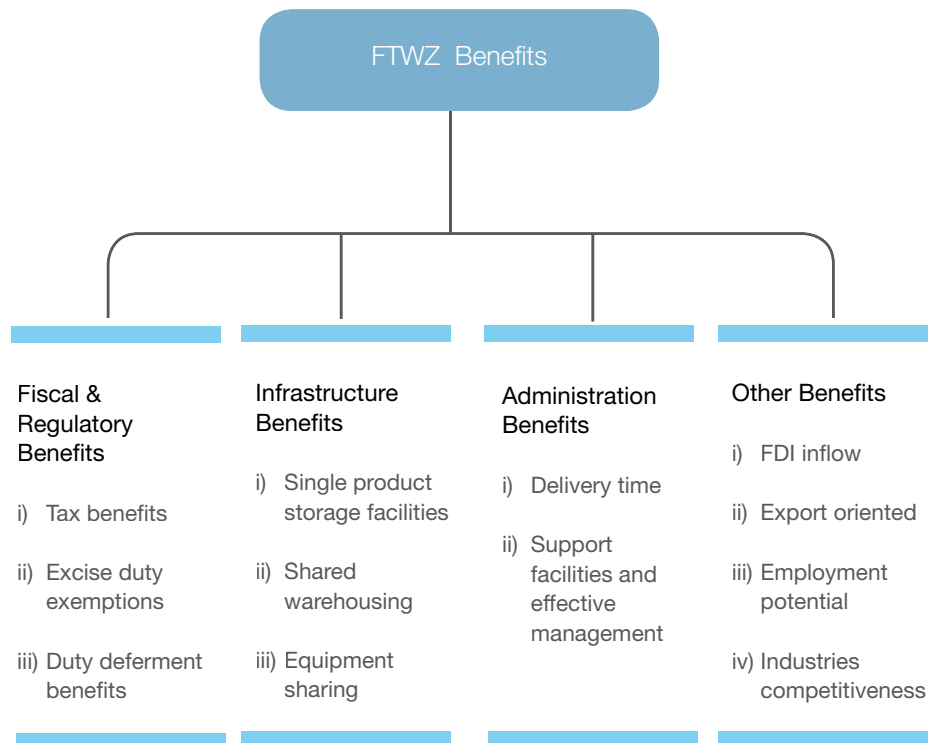 FTWZ Benefits
Fiscal &
Regulatory
Benefits
i) Tax benefits
ii) Excise duty
exemptions
iii) Duty deferment
benefits
Infrastructure
Benefits
i) Single product
storage facilities
ii) Shared
warehousing
iii) Equipment
sharing
Administration
Benefits
i) Delivery time
ii) Support
facilities and
effective
management
Other Benefits
i) FDI inflow
ii) Export oriented
iii) Employment
potential
iv) Industries
competitiveness